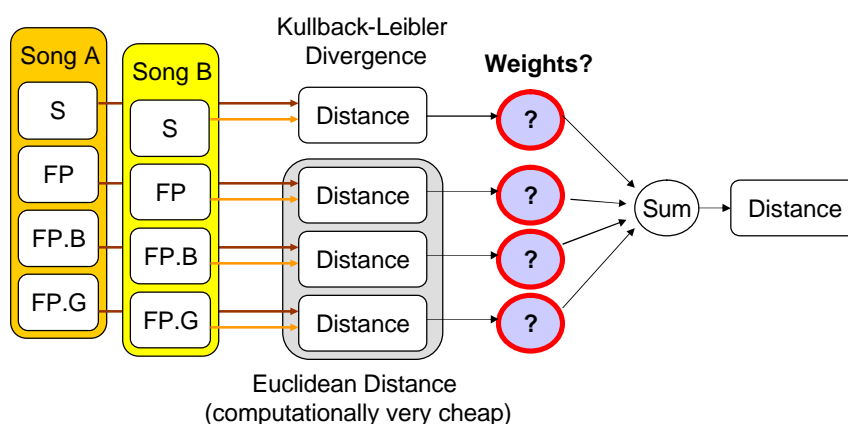 Kullback-Leibler
Divergence
Weights?
Song A
S
FP
FP.B
FP.G
Song B
S
FP
FP.B
FP.G
Distance
Distance
Distance
Distance
?
?
?
?
Sum
Distance
Euclidean Distance
(computationally very cheap)